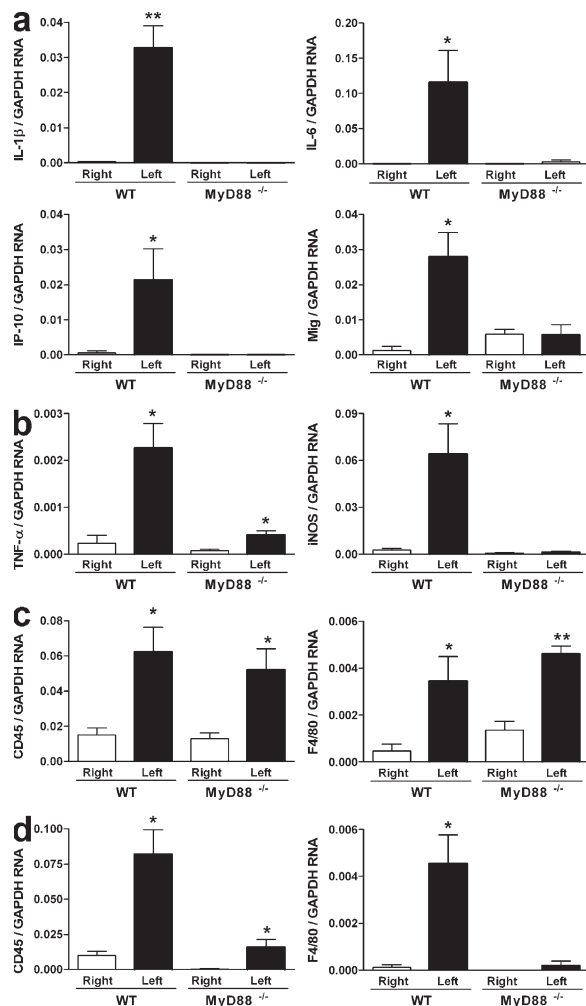 a
IL-1β / GAPDH RNA
0.04
0.03
0.02
0.01
0.00
**
Right Left Right Left
WT MyD88 -/-
IL-6 / GAPDH RNA
0.20
0.15
0.10
0.05
0.00
*
Right Left Right Left
WT MyD88 -/-
IP-10 / GAPDH RNA
0.04
0.03
0.02
0.01
0.00
*
Right Left Right Left
WT MyD88 -/-
Mig / GAPDH RNA
0.04
0.03
0.02
0.01
0.00
*
Right Left Right Left
WT MyD88 -/-
b
TNF-α / GAPDH RNA
0.003
0.002
0.001
0.000
*
*
Right Left Right Left
WT MyD88 -/-
iNOS / GAPDH RNA
0.09
0.06
0.03
0.00
*
Right Left Right Left
WT MyD88 -/-
c
CD45 / GAPDH RNA
0.08
0.06
0.04
0.02
0.00
*
*
Right Left Right Left
WT MyD88 -/-
F4/80 / GAPDH RNA
0.006
0.004
0.002
0.000
*
**
Right Left Right Left
WT MyD88 -/-
d
CD45 / GAPDH RNA
0.100
0.075
0.050
0.025
0.000
*
*
Right Left Right Left
WT MyD88 -/-
F4/80 / GAPDH RNA
0.006
0.004
0.002
0.000
*
Right Left Right Left
WT MyD88 -/-